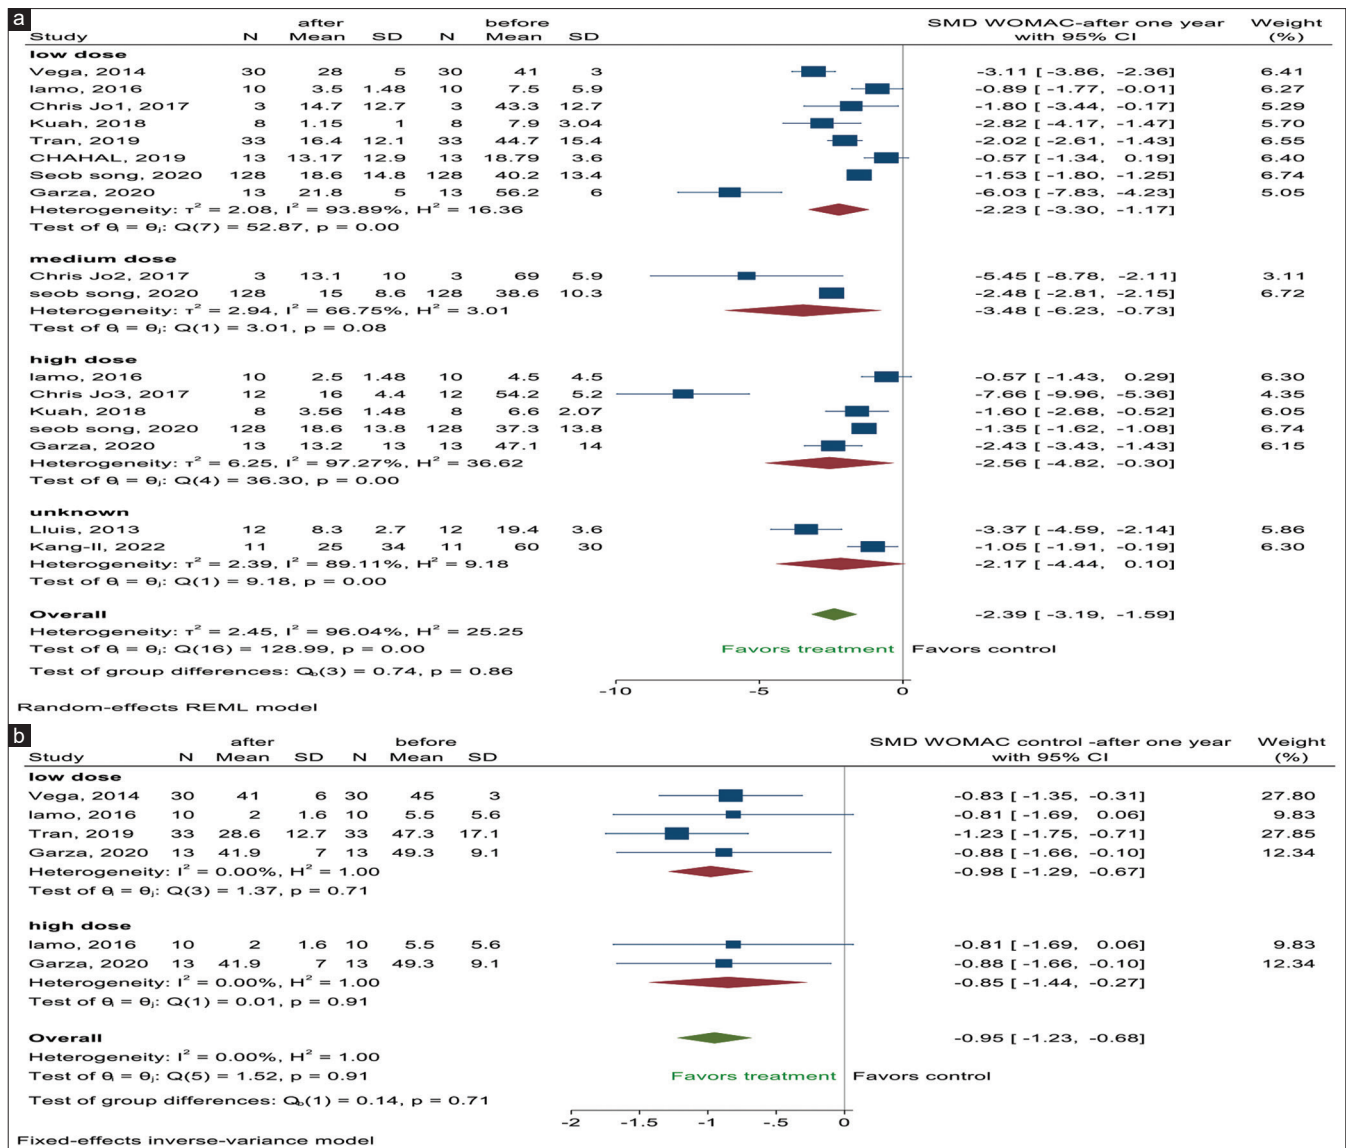 a
after before SMD WOMAC-after one year Weight
Study N Mean SD N Mean SD with 95% CI (%)
low dose
Vega, 2014 30 28 5 30 41 3 -3.11 [ -3.86, -2.36] 6.41
lamo, 2016 10 3.5 1.48 10 7.5 5.9 -0.89 [ -1.77, -0.01] 6.27
Chris Jo1, 2017 3 14.7 12.7 3 43.3 12.7 -1.80 [ -3.44, -0.17] 5.29
Kuah, 2018 8 1.15 1 8 7.9 3.04 -2.82 [ -4.17, -1.47] 5.70
Tran, 2019 33 16.4 12.1 33 44.7 15.4 -2.02 [ -2.61, -1.43] 6.55
CHAHAL, 2019 13 13.17 12.9 13 18.79 3.6 -0.57 [ -1.34, 0.19] 6.40
Seob song, 2020 128 18.6 14.8 128 40.2 13.4 -1.53 [ -1.80, -1.25] 6.74
Garza, 2020 13 21.8 5 13 56.2 6 -6.03 [ -7.83, -4.23] 5.05
Heterogeneity: τ² = 2.08, I² = 93.89%, H² = 16.36 -2.23 [ -3.30, -1.17]
Test of θᵢ = θⱼ: Q(7) = 52.87, p = 0.00
medium dose
Chris Jo2, 2017 3 13.1 10 3 69 5.9 -5.45 [ -8.78, -2.11] 3.11
seob song, 2020 128 15 8.6 128 38.6 10.3 -2.48 [ -2.81, -2.15] 6.72
Heterogeneity: τ² = 2.94, I² = 66.75%, H² = 3.01 -3.48 [ -6.23, -0.73]
Test of θᵢ = θⱼ: Q(1) = 3.01, p = 0.08
high dose
lamo, 2016 10 2.5 1.48 10 4.5 4.5 -0.57 [ -1.43, 0.29] 6.30
Chris Jo3, 2017 12 16 4.4 12 54.2 5.2 -7.66 [ -9.96, -5.36] 4.35
Kuah, 2018 8 3.56 1.48 8 6.6 2.07 -1.60 [ -2.68, -0.52] 6.05
seob song, 2020 128 18.6 13.8 128 37.3 13.8 -1.35 [ -1.62, -1.08] 6.74
Garza, 2020 13 13.2 13 13 47.1 14 -2.43 [ -3.43, -1.43] 6.15
Heterogeneity: τ² = 6.25, I² = 97.27%, H² = 36.62 -2.56 [ -4.82, -0.30]
Test of θᵢ = θⱼ: Q(4) = 36.30, p = 0.00
unknown
Lluis, 2013 12 8.3 2.7 12 19.4 3.6 -3.37 [ -4.59, -2.14] 5.86
Kang-II, 2022 11 25 34 11 60 30 -1.05 [ -1.91, -0.19] 6.30
Heterogeneity: τ² = 2.39, I² = 89.11%, H² = 9.18 -2.17 [ -4.44, 0.10]
Test of θᵢ = θⱼ: Q(1) = 9.18, p = 0.00
Overall -2.39 [ -3.19, -1.59]
Heterogeneity: τ² = 2.45, I² = 96.04%, H² = 25.25
Test of θᵢ = θⱼ: Q(16) = 128.99, p = 0.00 Favors treatment Favors control
Test of group differences: Q_b(3) = 0.74, p = 0.86
-10 -5 0
Random-effects REML model
b
after before SMD WOMAC control -after one year Weight
Study N Mean SD N Mean SD with 95% CI (%)
low dose
Vega, 2014 30 41 6 30 45 3 -0.83 [ -1.35, -0.31] 27.80
lamo, 2016 10 2 1.6 10 5.5 5.6 -0.81 [ -1.69, 0.06] 9.83
Tran, 2019 33 28.6 12.7 33 47.3 17.1 -1.23 [ -1.75, -0.71] 27.85
Garza, 2020 13 41.9 7 13 49.3 9.1 -0.88 [ -1.66, -0.10] 12.34
Heterogeneity: I² = 0.00%, H² = 1.00 -0.98 [ -1.29, -0.67]
Test of θᵢ = θⱼ: Q(3) = 1.37, p = 0.71
high dose
lamo, 2016 10 2 1.6 10 5.5 5.6 -0.81 [ -1.69, 0.06] 9.83
Garza, 2020 13 41.9 7 13 49.3 9.1 -0.88 [ -1.66, -0.10] 12.34
Heterogeneity: I² = 0.00%, H² = 1.00 -0.85 [ -1.44, -0.27]
Test of θᵢ = θⱼ: Q(1) = 0.01, p = 0.91
Overall -0.95 [ -1.23, -0.68]
Heterogeneity: I² = 0.00%, H² = 1.00
Test of θᵢ = θⱼ: Q(5) = 1.52, p = 0.91 Favors treatment Favors control
Test of group differences: Q_b(1) = 0.14, p = 0.71
-2 -1.5 -1 -.5 0
Fixed-effects inverse-variance model